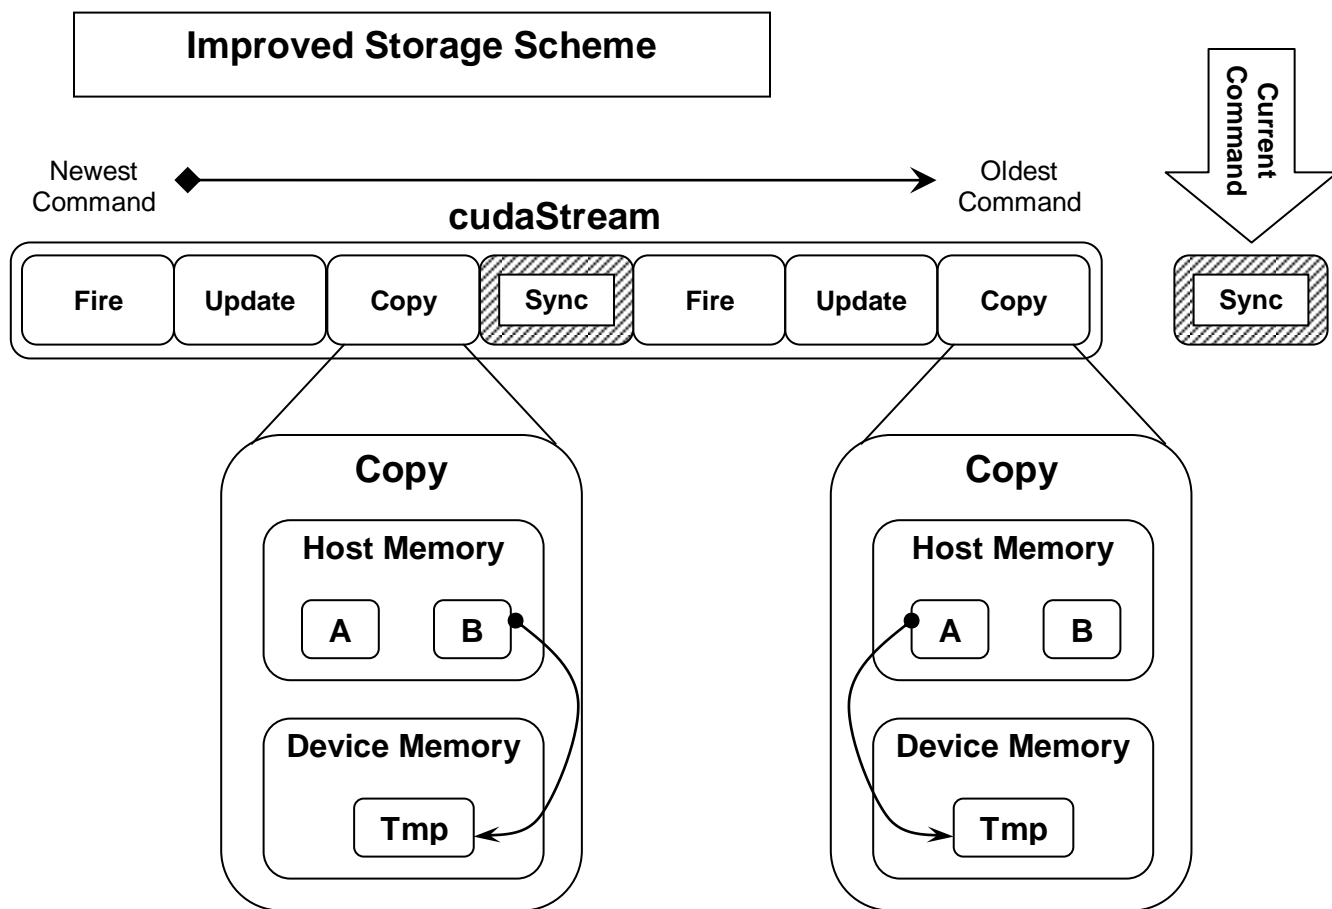 Improved Storage Scheme
Current
Command
Newest
Command
Oldest
Command
cudaStream
Fire
Update
Copy
Sync
Fire
Update
Copy
Sync
Copy
Host Memory
A
B
Device Memory
Tmp
Copy
Host Memory
A
B
Device Memory
Tmp